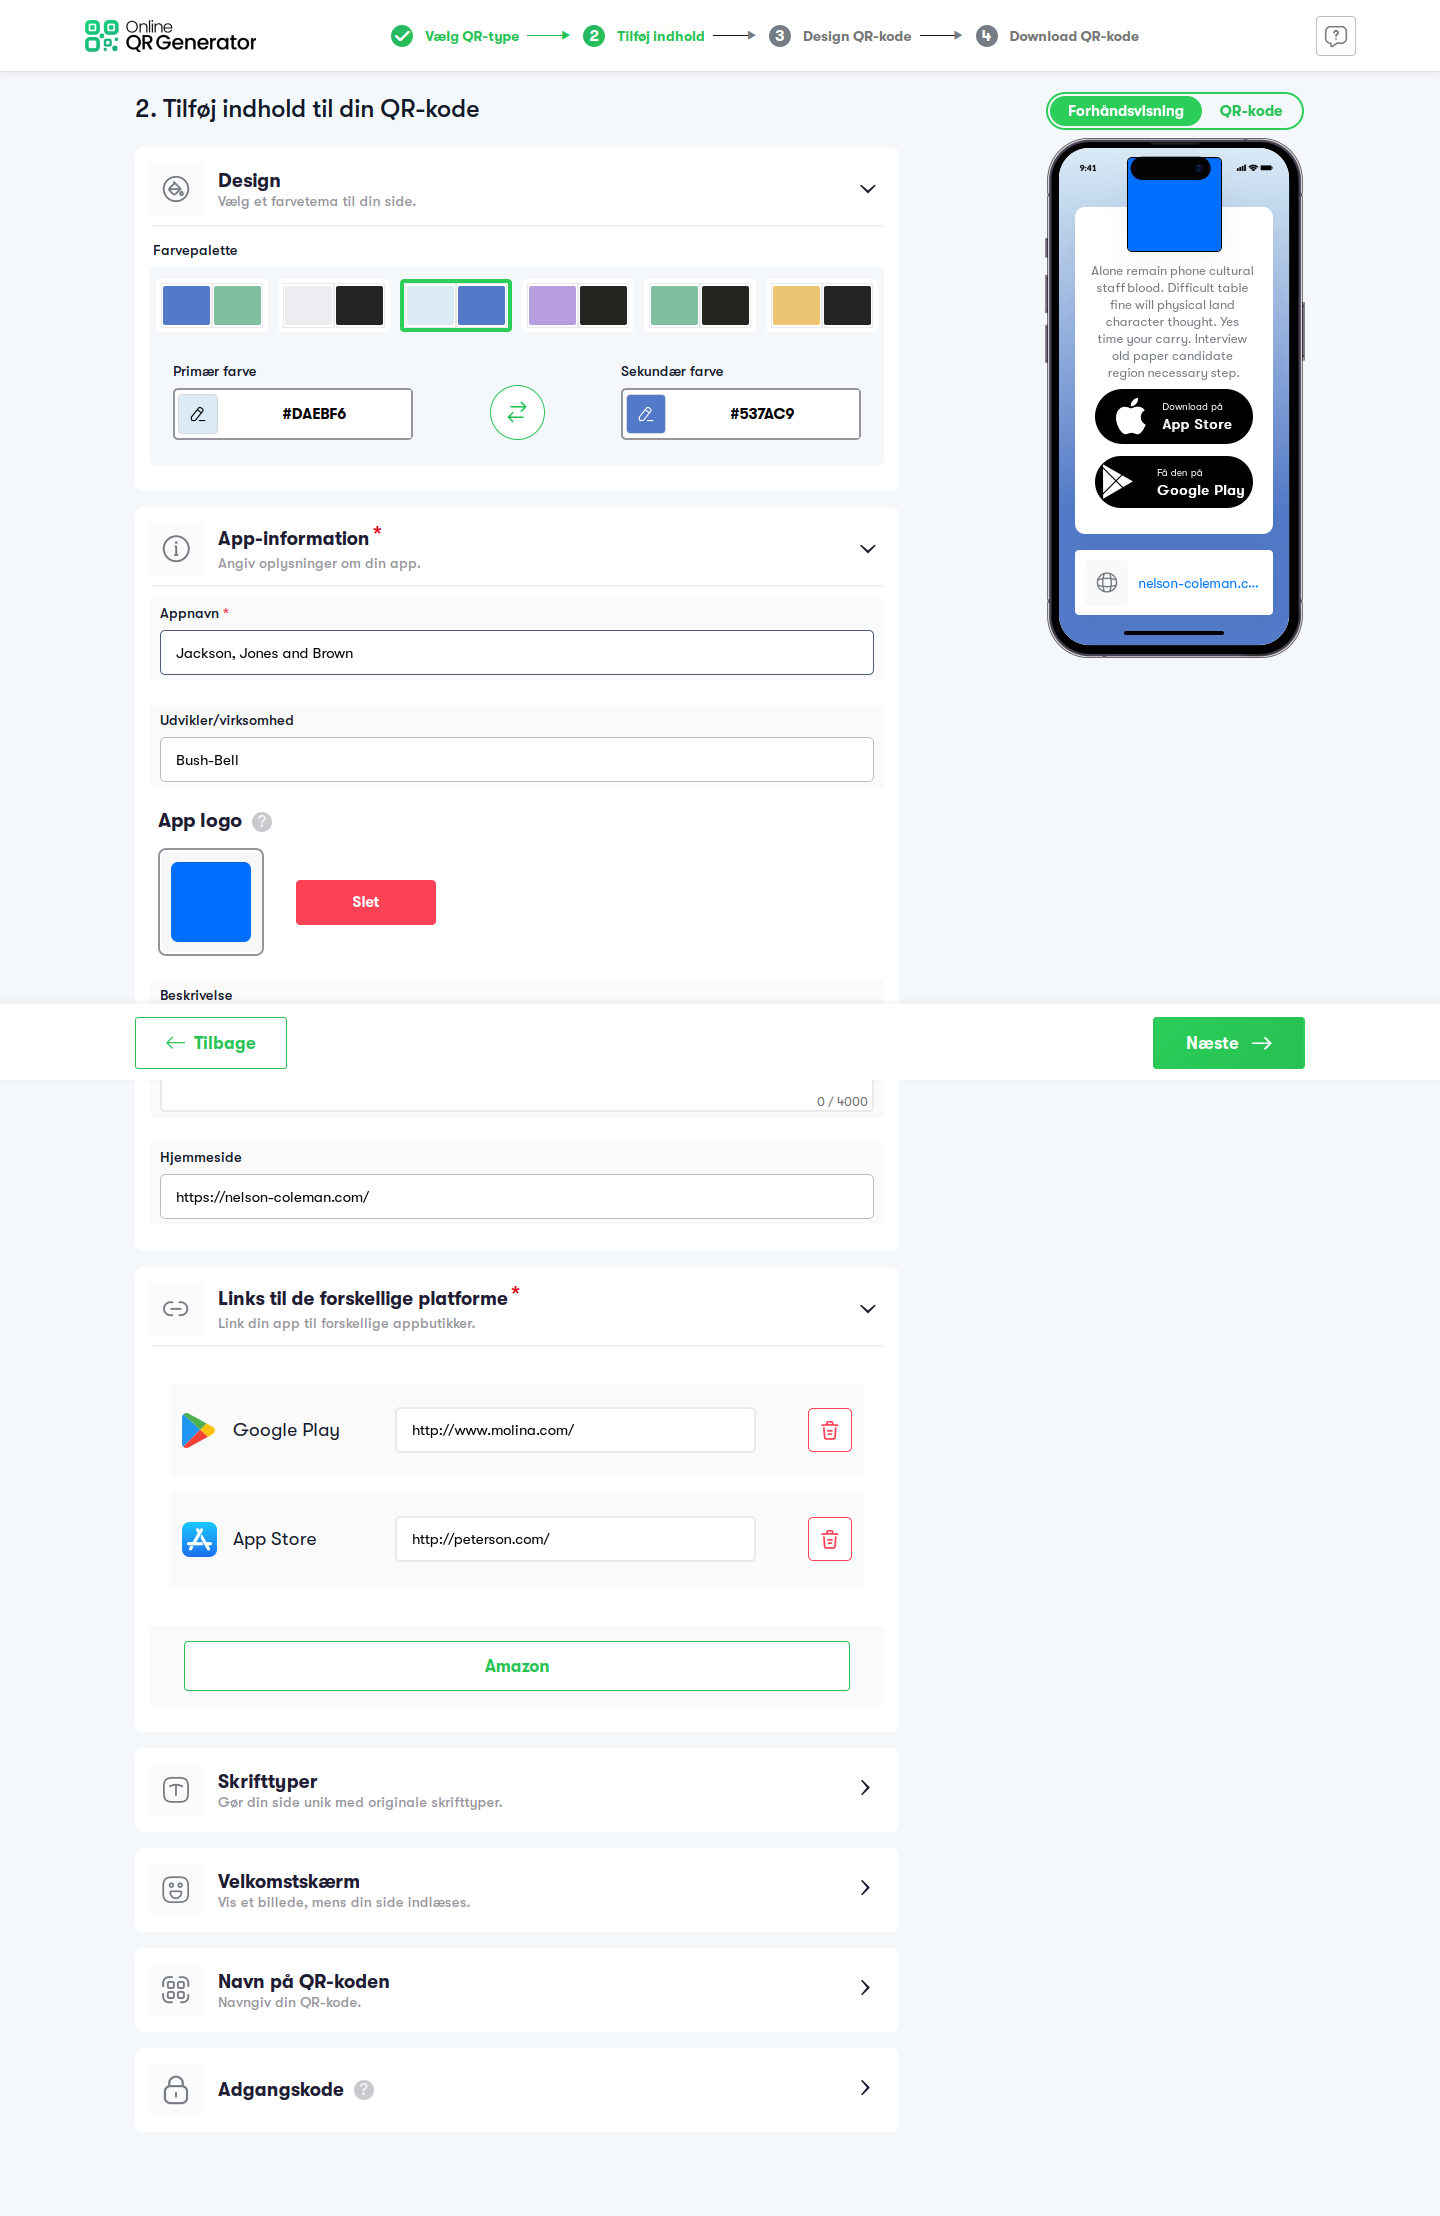 Online
QR Generator
Vælg QR-type
2
Tilføj indhold
3
Design QR-kode
4
Download QR-kode
2. Tilføj indhold til din QR-kode
Forhåndsvisning
QR-kode
Design
Vælg et farvetema til din side.
Farvepalette
Primær farve
#DAEBF6
Sekundær farve
#537AC9
App-information *
Angiv oplysninger om din app.
Appnavn *
Jackson, Jones and Brown
Udvikler/virksomhed
Bush-Bell
App logo ?
Slet
Beskrivelse
Tilbage
Næste
0 / 4000
Hjemmeside
https://nelson-coleman.com/
Links til de forskellige platforme *
Link din app til forskellige appbutikker.
Google Play
http://www.molina.com/
App Store
http://peterson.com/
Amazon
Skrifttyper
Gør din side unik med originale skrifttyper.
Velkomstskærm
Vis et billede, mens din side indlæses.
Navn på QR-koden
Navngiv din QR-kode.
Adgangskode ?
9:41
Alone remain phone cultural
staff blood. Difficult table
fine will physical land
character thought. Yes
time your carry. Interview
old paper candidate
region necessary step.
Download på
App Store
Få den på
Google Play
nelson-coleman.c...